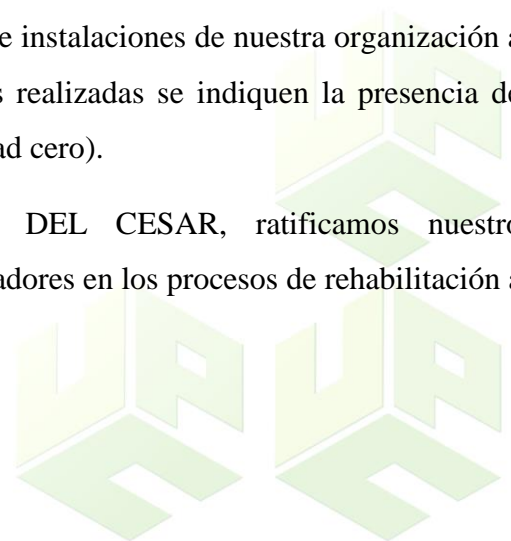 e instalaciones de nuestra organización a
s realizadas se indiquen la presencia de
ad cero).
DEL CESAR, ratificamos nuestro
adores en los procesos de rehabilitación a